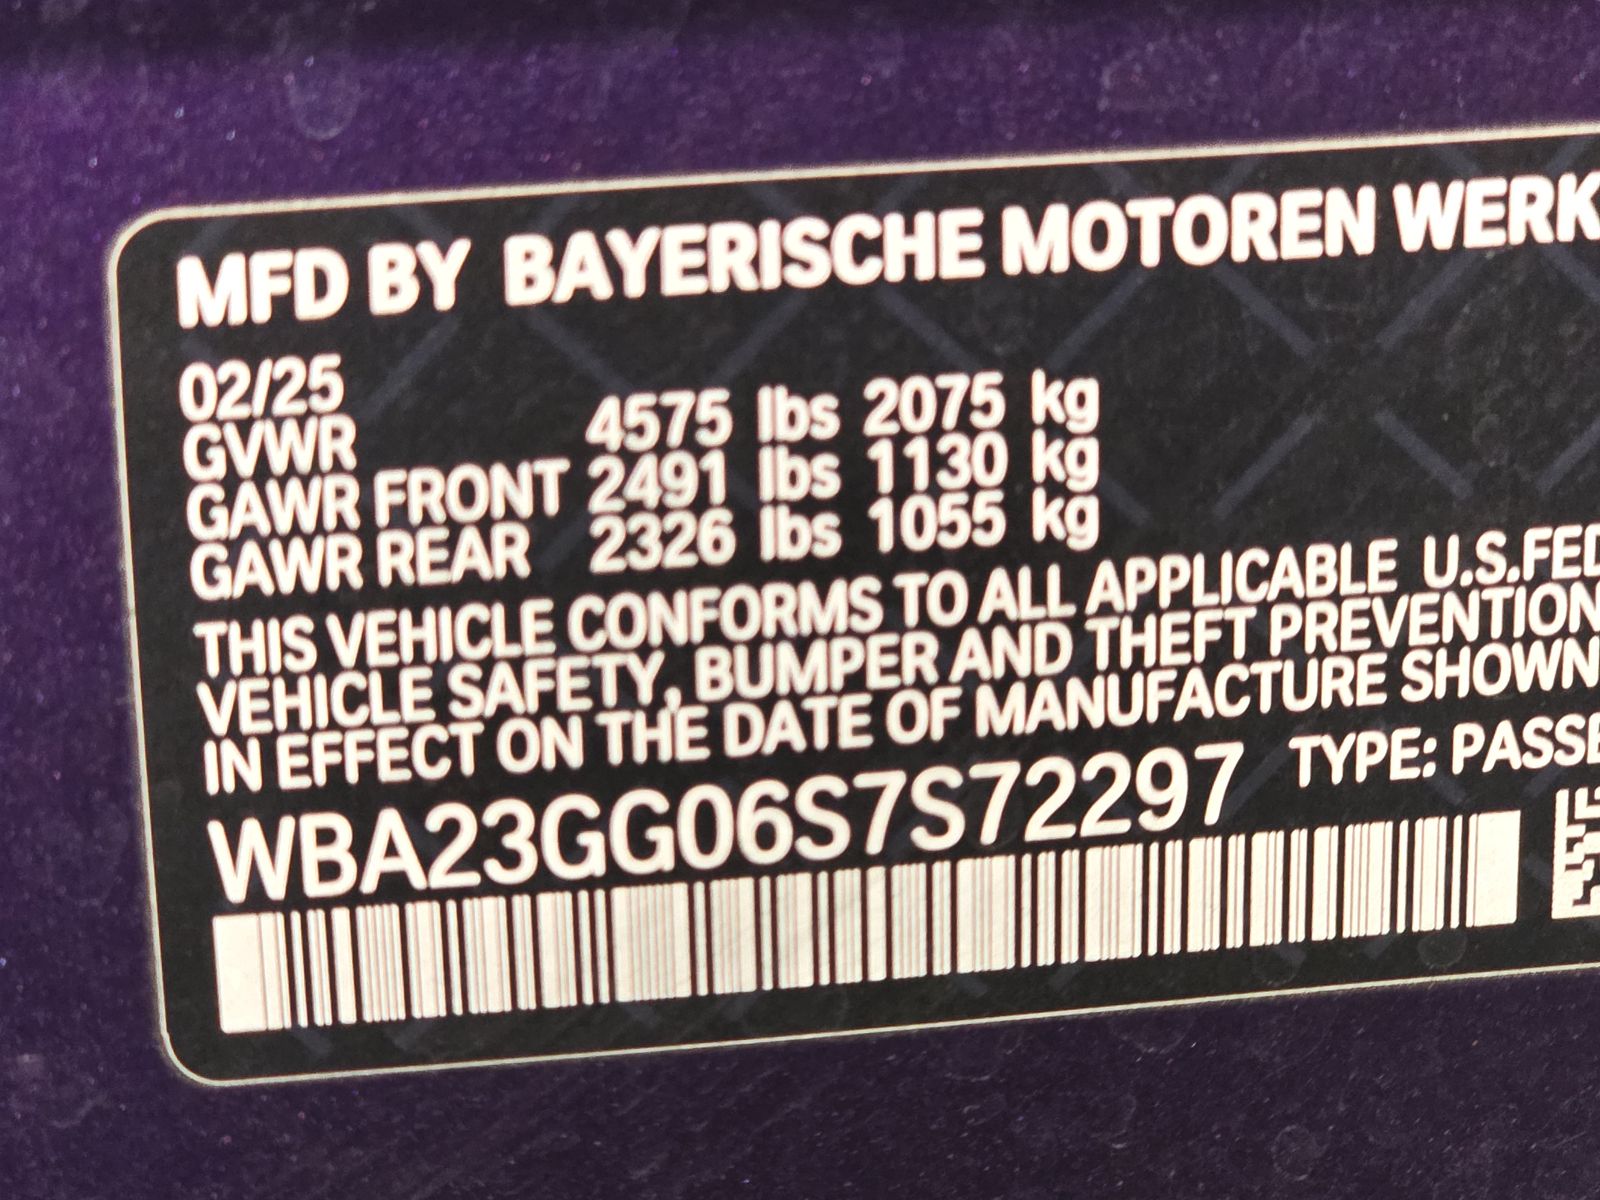 MFD BY BAYERISCHE MOTOREN WERK
02/25
GVWR 4575 lbs 2075 kg
GAWR FRONT 2491 lbs 1130 kg
GAWR REAR 2326 lbs 1055 kg
THIS VEHICLE CONFORMS TO ALL APPLICABLE U.S.FED
VEHICLE SAFETY, BUMPER AND THEFT PREVENTION
IN EFFECT ON THE DATE OF MANUFACTURE SHOWN
WBA23GG06S7S72297 TYPE: PASSE